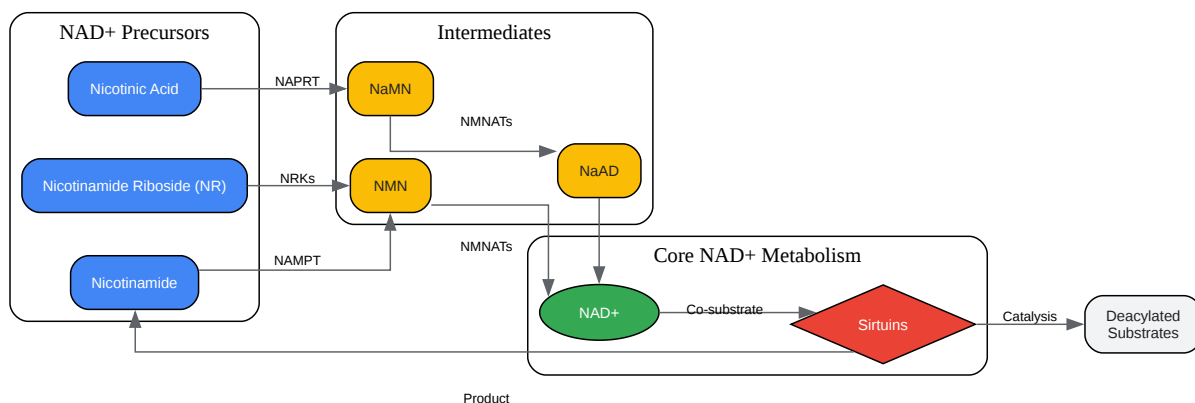 NAD+ Precursors
Intermediates
Nicotinic Acid
NAPRT
NaMN
NMNATs
Nicotinamide Riboside (NR)
NRKs
NMN
NaAD
NMNATs
Core NAD+ Metabolism
Nicotinamide
NAMPT
NAD+
Co-substrate
Sirtuins
Catalysis
Deacylated
Substrates
Product